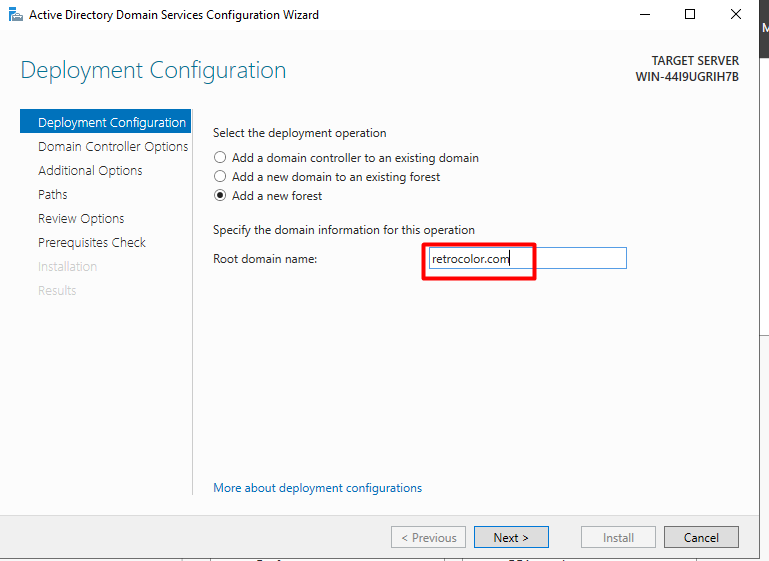 Active Directory Domain Services Configuration Wizard
Deployment Configuration
TARGET SERVER
WIN-44I9UGRIH7B
Deployment Configuration
Domain Controller Options
Additional Options
Paths
Review Options
Prerequisites Check
Installation
Results
Select the deployment operation
Add a domain controller to an existing domain
Add a new domain to an existing forest
Add a new forest
Specify the domain information for this operation
Root domain name: retrocolor.com
More about deployment configurations
< Previous Next > Install Cancel